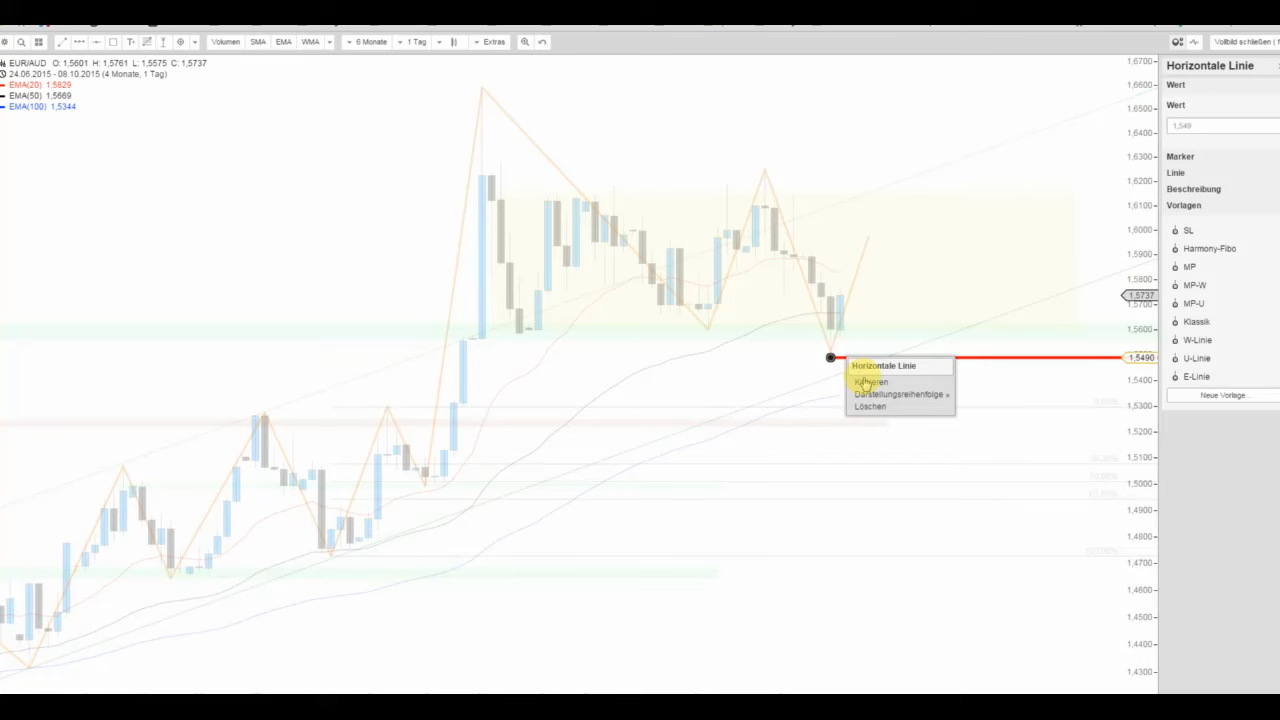 Volumen SMA EMA WMA 6 Monate 1 Tag Extras Vollbild schließen ( f
EUR/AUD O: 1,5601 H: 1,5761 L: 1,5575 C: 1,5737
24.06.2015 - 08.10.2015 (4 Monate, 1 Tag)
EMA(20) 1,5829
EMA(50) 1,5669
EMA(100) 1,5344
1,6700
1,6600
1,6500
1,6400
1,6300
1,6200
1,6100
1,6000
1,5900
1,5800
1,5737
1,5700
1,5600
1,5490
1,5400
1,5300
1,5200
1,5100
1,5000
1,4900
1,4800
1,4700
1,4600
1,4500
1,4400
1,4300
Horizontale Linie
Kopieren
Darstellungsreihenfolge »
Löschen
Horizontale Linie
Wert
Wert
1,549
Marker
Linie
Beschreibung
Vorlagen
SL
Harmony-Fibo
MP
MP-W
MP-U
Klassik
W-Linie
U-Linie
E-Linie
Neue Vorlage...